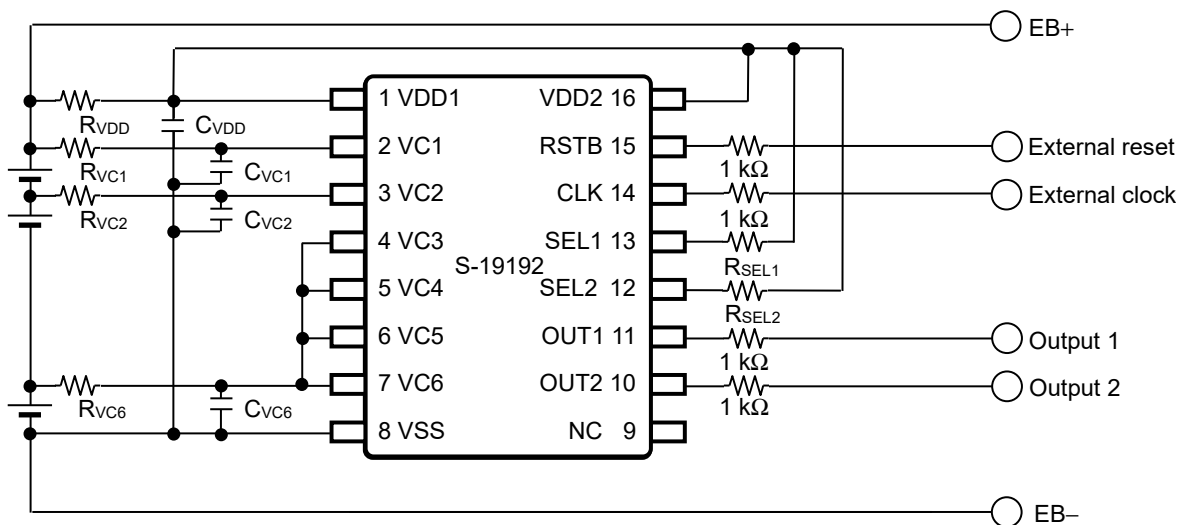 EB+
1 VDD1
VDD2 16
RVDD
CVDD
2 VC1
RSTB 15
External reset
RVC1
CVC1
1 kΩ
3 VC2
CLK 14
External clock
RVC2
CVC2
1 kΩ
4 VC3
SEL1 13
S-19192
RSEL1
5 VC4
SEL2 12
RSEL2
6 VC5
OUT1 11
Output 1
1 kΩ
7 VC6
OUT2 10
Output 2
RVC6
CVC6
1 kΩ
8 VSS
NC 9
EB−